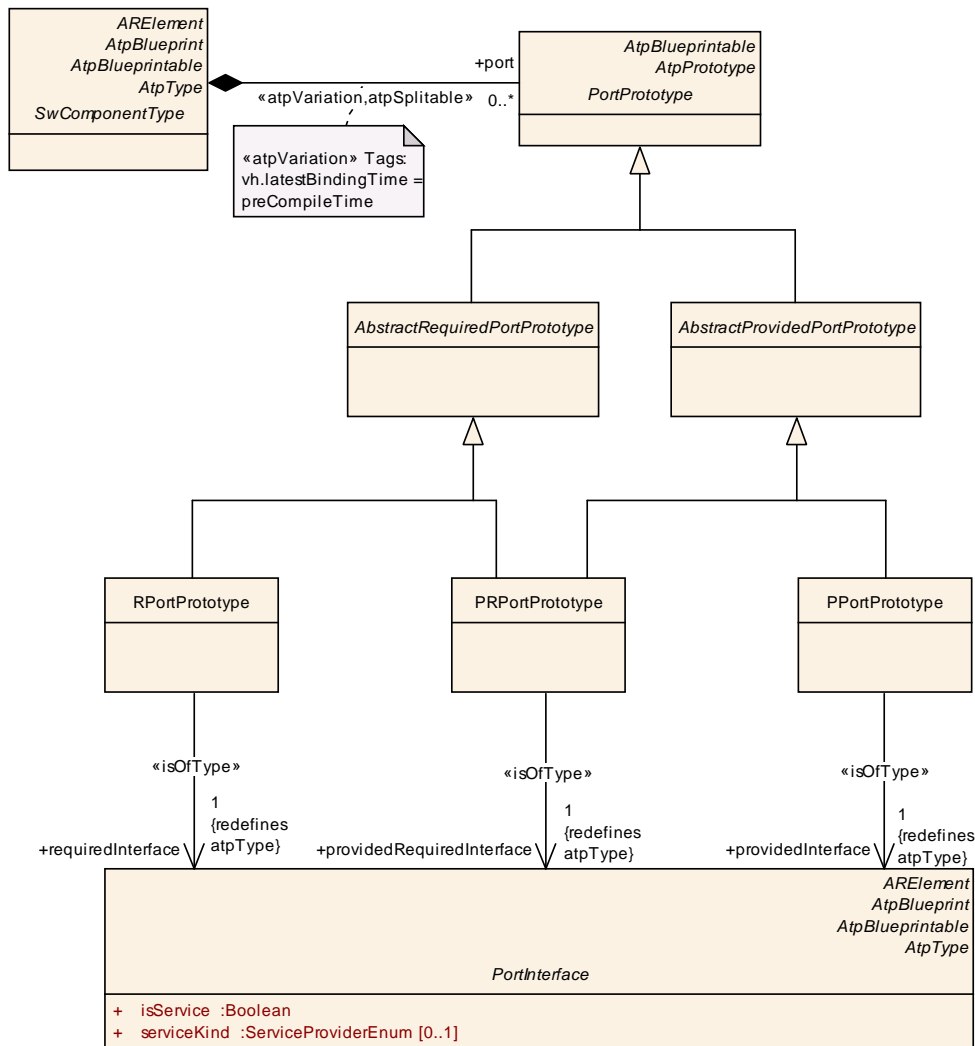 ARElement
AtpBlueprint
AtpBlueprintable
AtpType
SwComponentType
+port
«atpVariation,atpSplitable»
0..*
AtpBlueprintable
AtpPrototype
PortPrototype
«atpVariation» Tags:
vh.latestBindingTime =
preCompileTime
AbstractRequiredPortPrototype
AbstractProvidedPortPrototype
RPortPrototype
PRPortPrototype
PPortPrototype
«isOfType»
«isOfType»
«isOfType»
+requiredInterface
1
{redefines
atpType}
+providedRequiredInterface
1
{redefines
atpType}
+providedInterface
1
{redefines
atpType}
ARElement
AtpBlueprint
AtpBlueprintable
AtpType
PortInterface
+ isService :Boolean
+ serviceKind :ServiceProviderEnum [0..1]